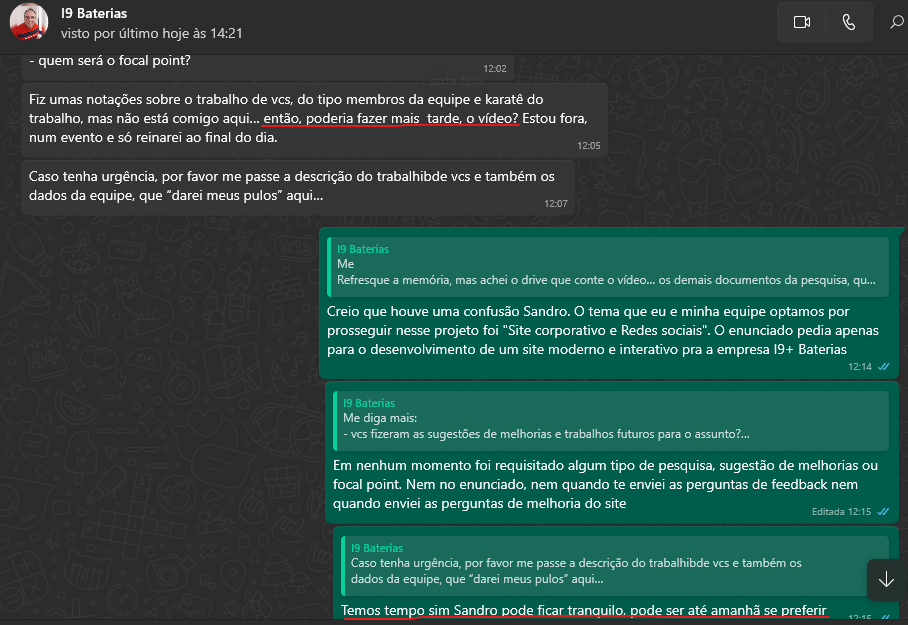 I9 Baterias
visto por último hoje às 14:21
- quem será o focal point?
12:02
Fiz umas notações sobre o trabalho de vcs, do tipo membros da equipe e karatê do
trabalho, mas não está comigo aqui... então, poderia fazer mais tarde, o vídeo? Estou fora,
num evento e só reinarei ao final do dia.
12:05
Caso tenha urgência, por favor me passe a descrição do trabalhibde vcs e também os
dados da equipe, que “darei meus pulos” aqui...
12:07
I9 Baterias
Me
Refresque a memória, mas achei o drive que conte o vídeo... os demais documentos da pesquisa, qu...
Creio que houve uma confusão Sandro. O tema que eu e minha equipe optamos por
prosseguir nesse projeto foi "Site corporativo e Redes sociais". O enunciado pedia apenas
para o desenvolvimento de um site moderno e interativo pra a empresa I9+ Baterias
12:14
I9 Baterias
Me diga mais:
- vcs fizeram as sugestões de melhorias e trabalhos futuros para o assunto?...
Em nenhum momento foi requisitado algum tipo de pesquisa, sugestão de melhorias ou
focal point. Nem no enunciado, nem quando te enviei as perguntas de feedback nem
quando enviei as perguntas de melhoria do site
Editada 12:15
I9 Baterias
Caso tenha urgência, por favor me passe a descrição do trabalhibde vcs e também os
dados da equipe, que “darei meus pulos” aqui...
Temos tempo sim Sandro pode ficar tranquilo, pode ser até amanhã se preferir
12:15